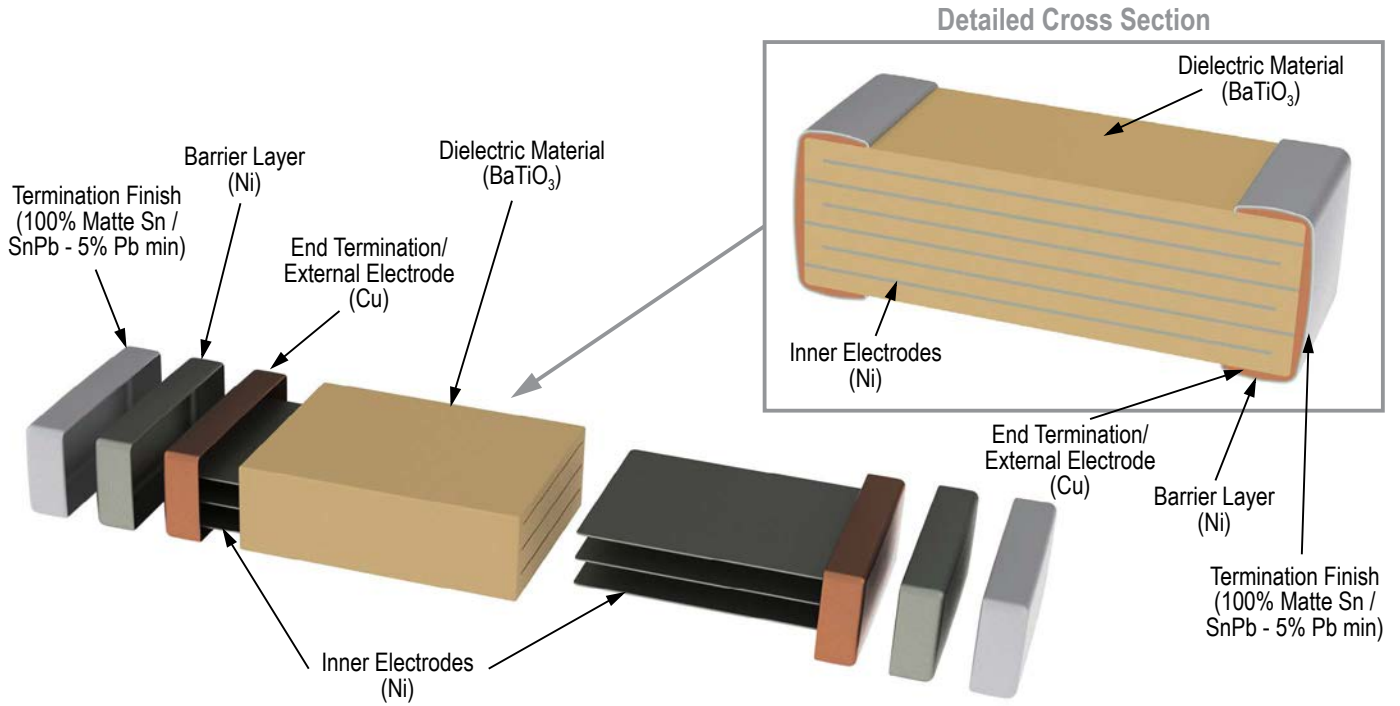 Detailed Cross Section
Dielectric Material
(BaTiO₃)
Inner Electrodes
(Ni)
End Termination/
External Electrode
(Cu)
Barrier Layer
(Ni)
Termination Finish
(100% Matte Sn /
SnPb - 5% Pb min)
Termination Finish
(100% Matte Sn /
SnPb - 5% Pb min)
Barrier Layer
(Ni)
End Termination/
External Electrode
(Cu)
Dielectric Material
(BaTiO₃)
Inner Electrodes
(Ni)